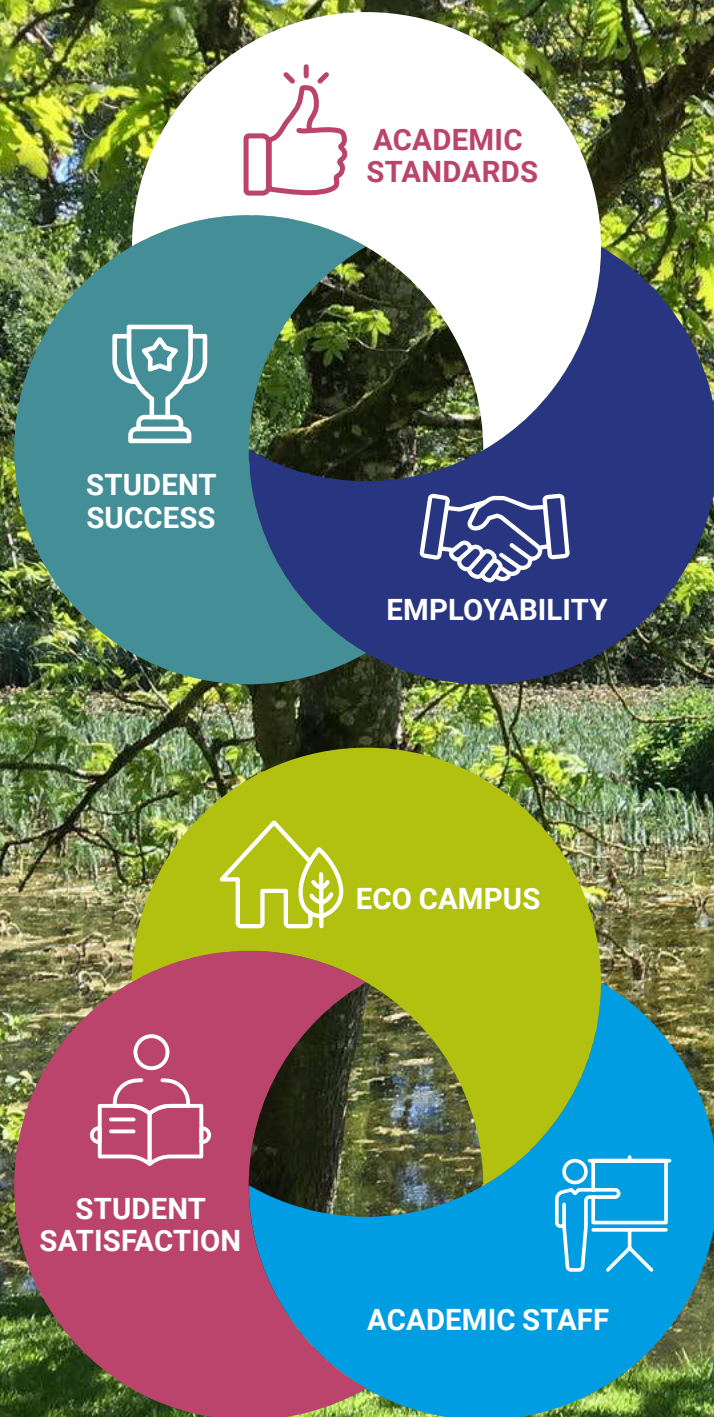 ACADEMIC
STANDARDS
STUDENT
SUCCESS
EMPLOYABILITY
ECO CAMPUS
STUDENT
SATISFACTION
ACADEMIC STAFF